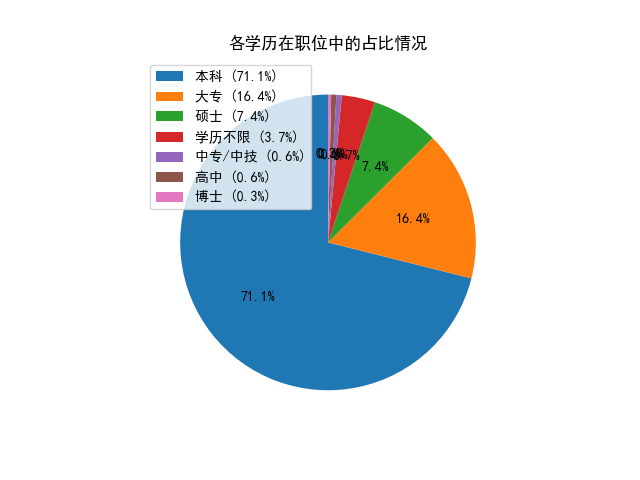 各学历在职位中的占比情况
本科 (71.1%)
大专 (16.4%)
硕士 (7.4%)
学历不限 (3.7%)
中专/中技 (0.6%)
高中 (0.6%)
博士 (0.3%)
7.4%
16.4%
71.1%